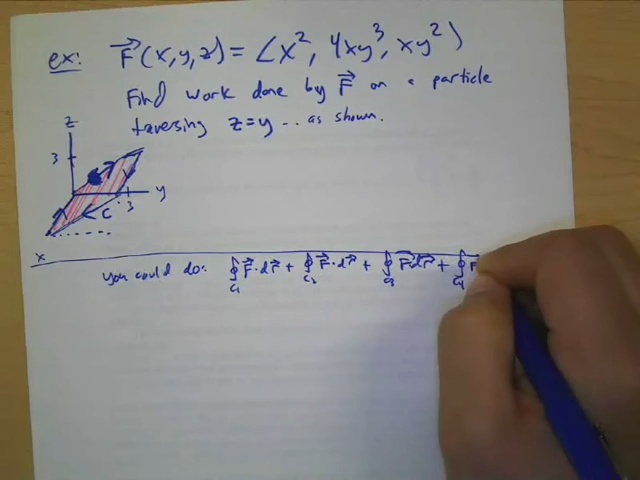 ex: F(x,y,z) = ⟨x², 4xy³, xy²⟩
Find work done by F on a particle
traversing z=y .. as shown.
z
3
y
C
3
x
you could do: ∮C₁ F·dr + ∮C₂ F·dr + ∮C₃ F·dr + ∮C₄ F